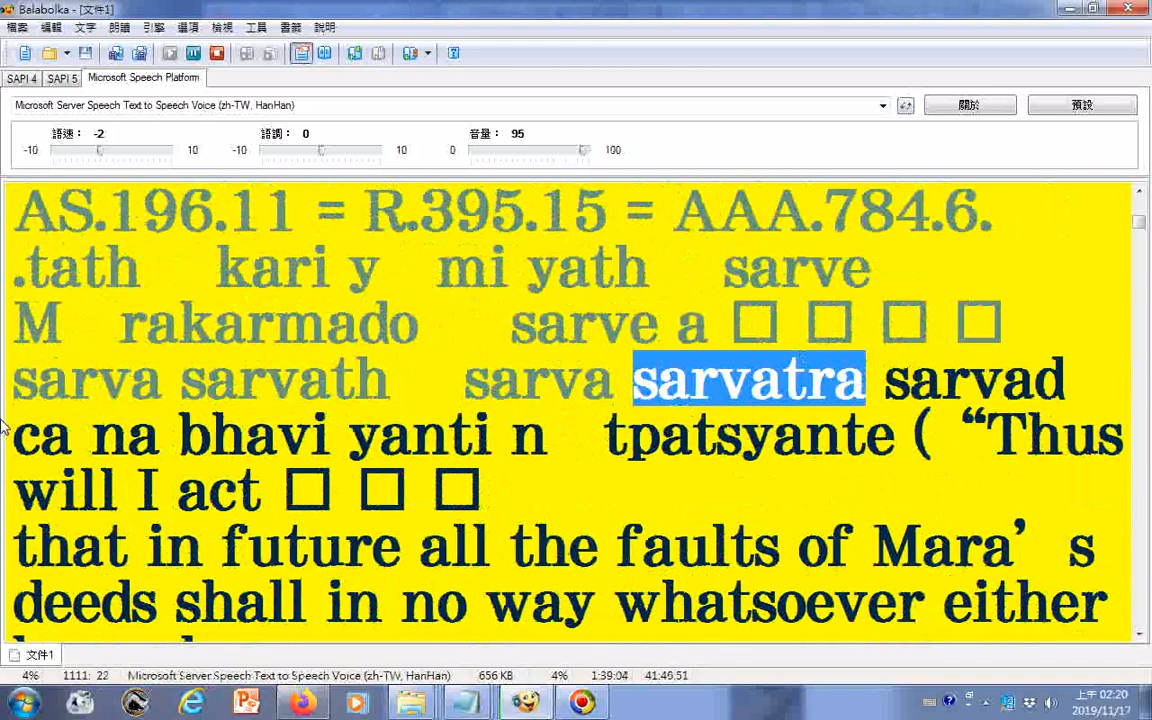 Balabolka - [文件1]
檔案 編輯 文字 朗讀 引擎 選項 檢視 工具 書籤 說明
SAPI 4 SAPI 5 Microsoft Speech Platform
Microsoft Server Speech Text to Speech Voice (zh-TW, HanHan) 關於 預設
語速： -2 語調： 0 音量： 95
-10 10 -10 10 0 100
AS.196.11 = R.395.15 = AAA.784.6.
.tath kari y mi yath sarve
M rakarmado sarve a □ □ □ □
sarva sarvath sarva sarvatra sarvad
ca na bhavi yanti n tpatsyante ( “Thus
will I act □ □ □
that in future all the faults of Mara’ s
deeds shall in no way whatsoever either
文件1
4% 1111: 22 Microsoft Server Speech Text to Speech Voice (zh-TW, HanHan) 656 KB 4% 1:39:04 41:46:51
上午 02:20
2019/11/17